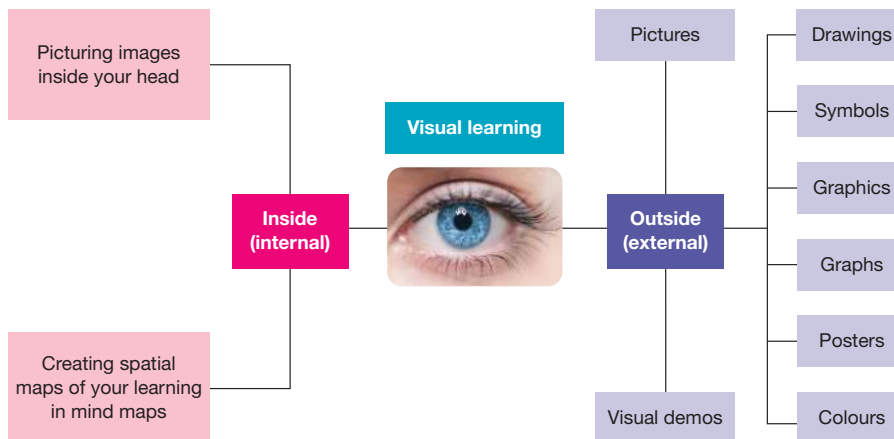 Picturing images
inside your head
Creating spatial
maps of your learning
in mind maps
Inside
(internal)
Visual learning
Outside
(external)
Pictures
Visual demos
Drawings
Symbols
Graphics
Graphs
Posters
Colours